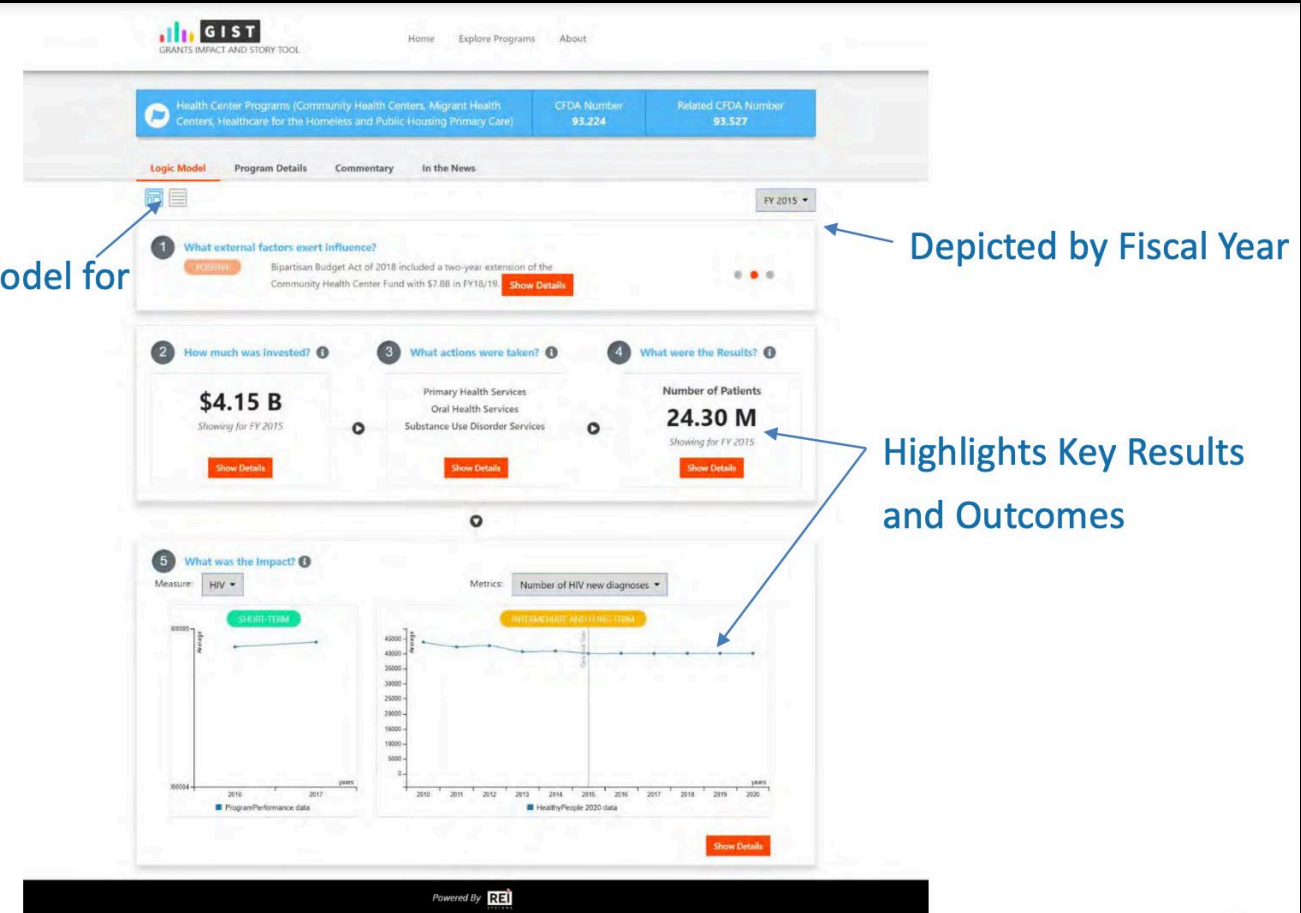 GIST
GRANTS IMPACT AND STORY TOOL
Home Explore Programs About
Health Center Programs (Community Health Centers, Migrant Health
Centers, Healthcare for the Homeless and Public Housing Primary Care)
CFDA Number
93.224
Related CFDA Number
93.527
Logic Model Program Details Commentary In the News
FY 2015
Depicted by Fiscal Year
odel for
1 What external factors exert influence?
POSITIVE
Bipartisan Budget Act of 2018 included a two-year extension of the
Community Health Center Fund with $7.8B in FY18/19. Show Details
2 How much was invested?
$4.15 B
Showing for FY 2015
Show Details
3 What actions were taken?
Primary Health Services
Oral Health Services
Substance Use Disorder Services
Show Details
4 What were the Results?
Number of Patients
24.30 M
Showing for FY 2015
Show Details
Highlights Key Results
and Outcomes
5 What was the Impact?
Measure: HIV
Metrics: Number of HIV new diagnoses
SHORT-TERM
Average
2016 2017
years
ProgramPerformance data
INTERMEDIATE AND LONG-TERM
Average
45000
40000
35000
30000
25000
20000
15000
10000
5000
0
Selected Year
years
2010 2011 2012 2013 2014 2015 2016 2017 2018 2019 2020
HealthyPeople 2020 data
Show Details
Powered By REI
SYSTEMS